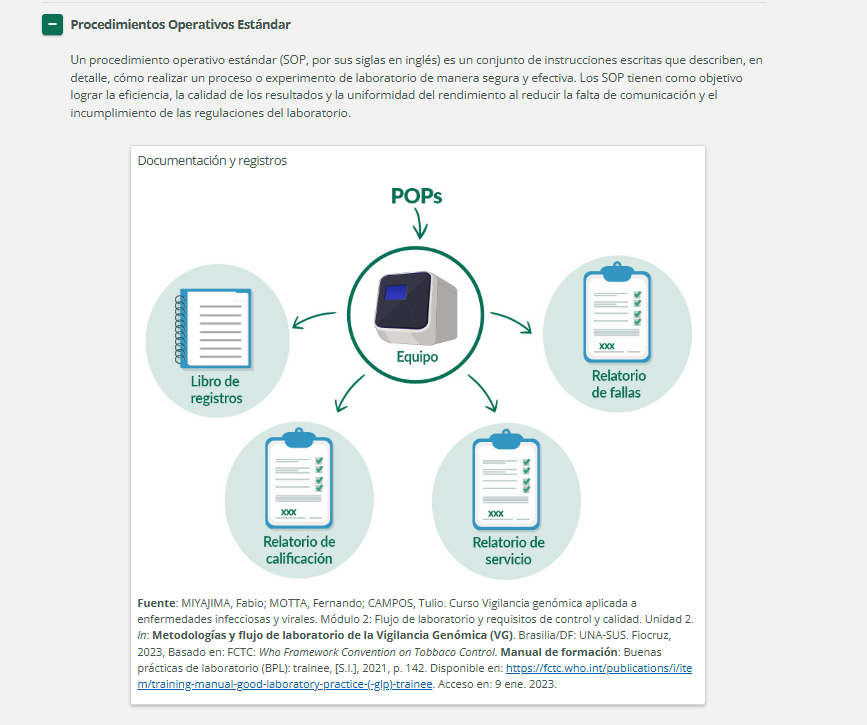 Procedimientos Operativos Estándar
Un procedimiento operativo estándar (SOP, por sus siglas en inglés) es un conjunto de instrucciones escritas que describen, en
detalle, cómo realizar un proceso o experimento de laboratorio de manera segura y efectiva. Los SOP tienen como objetivo
lograr la eficiencia, la calidad de los resultados y la uniformidad del rendimiento al reducir la falta de comunicación y el
incumplimiento de las regulaciones del laboratorio.
Documentación y registros
POPs
Equipo
Libro de
registros
XXX
Relatorio
de fallas
XXX
Relatorio de
calificación
XXX
Relatorio de
servicio
Fuente: MIYAJIMA, Fabio; MOTTA, Fernando; CAMPOS, Tulio. Curso Vigilancia genómica aplicada a
enfermedades infecciosas y virales. Módulo 2: Flujo de laboratorio y requisitos de control y calidad. Unidad 2.
In: Metodologías y flujo de laboratorio de la Vigilancia Genómica (VG). Brasilia/DF: UNA-SUS. Fiocruz,
2023, Basado en: FCTC: Who Framework Convention on Tobbaco Control. Manual de formación: Buenas
prácticas de laboratorio (BPL): trainee, [S.I.], 2021, p. 142. Disponible en: https://fctc.who.int/publications/i/ite
m/training-manual-good-laboratory-practice-(-glp)-trainee. Acceso en: 9 ene. 2023.